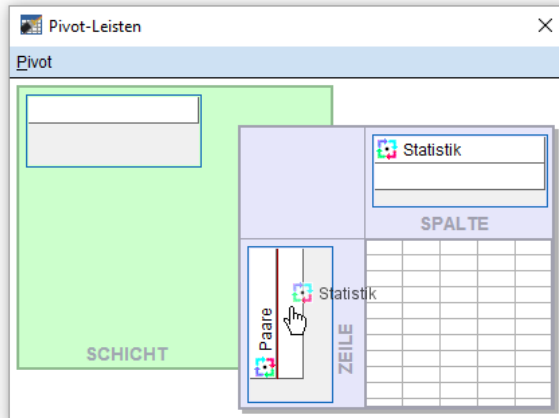 Pivot-Leisten
Pivot
Statistik
SPALTE
Statistik
Paare
ZEILE
SCHICHT